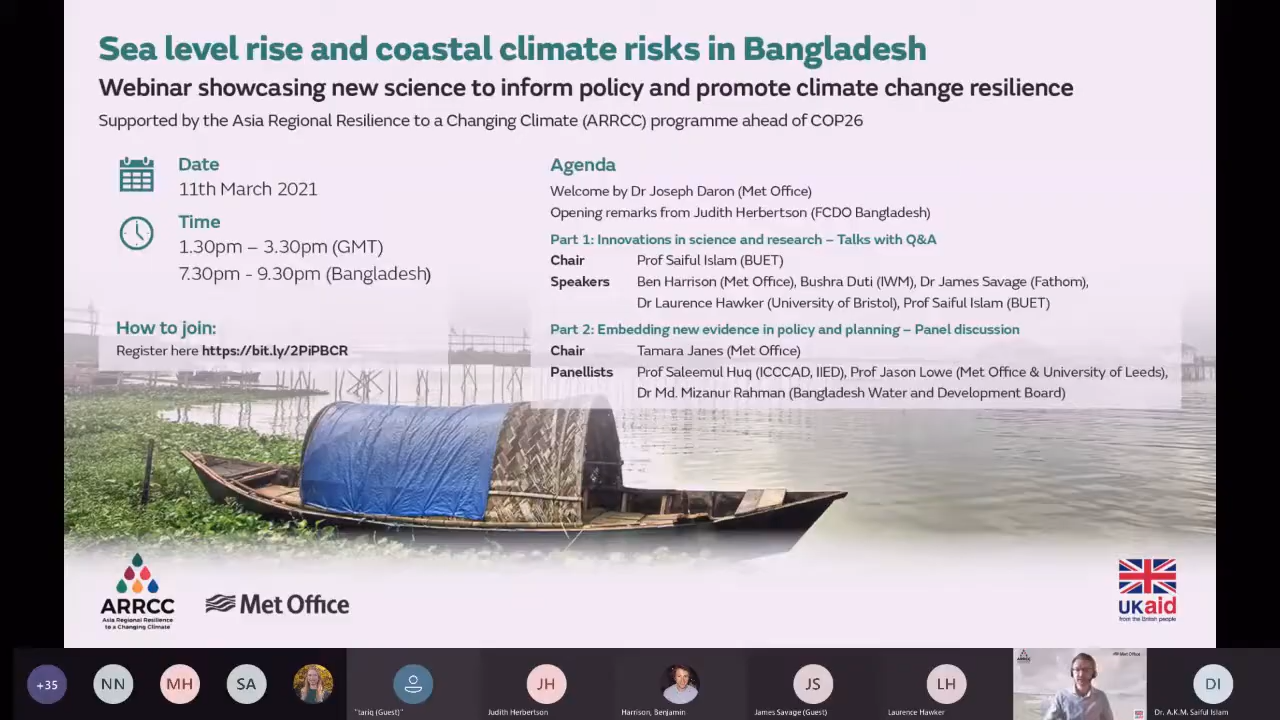 Sea level rise and coastal climate risks in Bangladesh
Webinar showcasing new science to inform policy and promote climate change resilience
Supported by the Asia Regional Resilience to a Changing Climate (ARRCC) programme ahead of COP26
Date
11th March 2021
Time
1.30pm – 3.30pm (GMT)
7.30pm - 9.30pm (Bangladesh)
How to join:
Register here https://bit.ly/2PiPBCR
Agenda
Welcome by Dr Joseph Daron (Met Office)
Opening remarks from Judith Herbertson (FCDO Bangladesh)
Part 1: Innovations in science and research – Talks with Q&A
Chair Prof Saiful Islam (BUET)
Speakers Ben Harrison (Met Office), Bushra Duti (IWM), Dr James Savage (Fathom),
Dr Laurence Hawker (University of Bristol), Prof Saiful Islam (BUET)
Part 2: Embedding new evidence in policy and planning – Panel discussion
Chair Tamara Janes (Met Office)
Panellists Prof Saleemul Huq (ICCCAD, IIED), Prof Jason Lowe (Met Office & University of Leeds),
Dr Md. Mizanur Rahman (Bangladesh Water and Development Board)
ARRCC
Asia Regional Resilience
to a Changing Climate
Met Office
UKaid
from the British people
+35
NN
MH
SA
"tariq (Guest)"
JH
Judith Herbertson
Harrison, Benjamin
JS
James Savage (Guest)
LH
Laurence Hawker
ARRCC
Met Office
DI
Dr. A.K.M. Saiful Islam